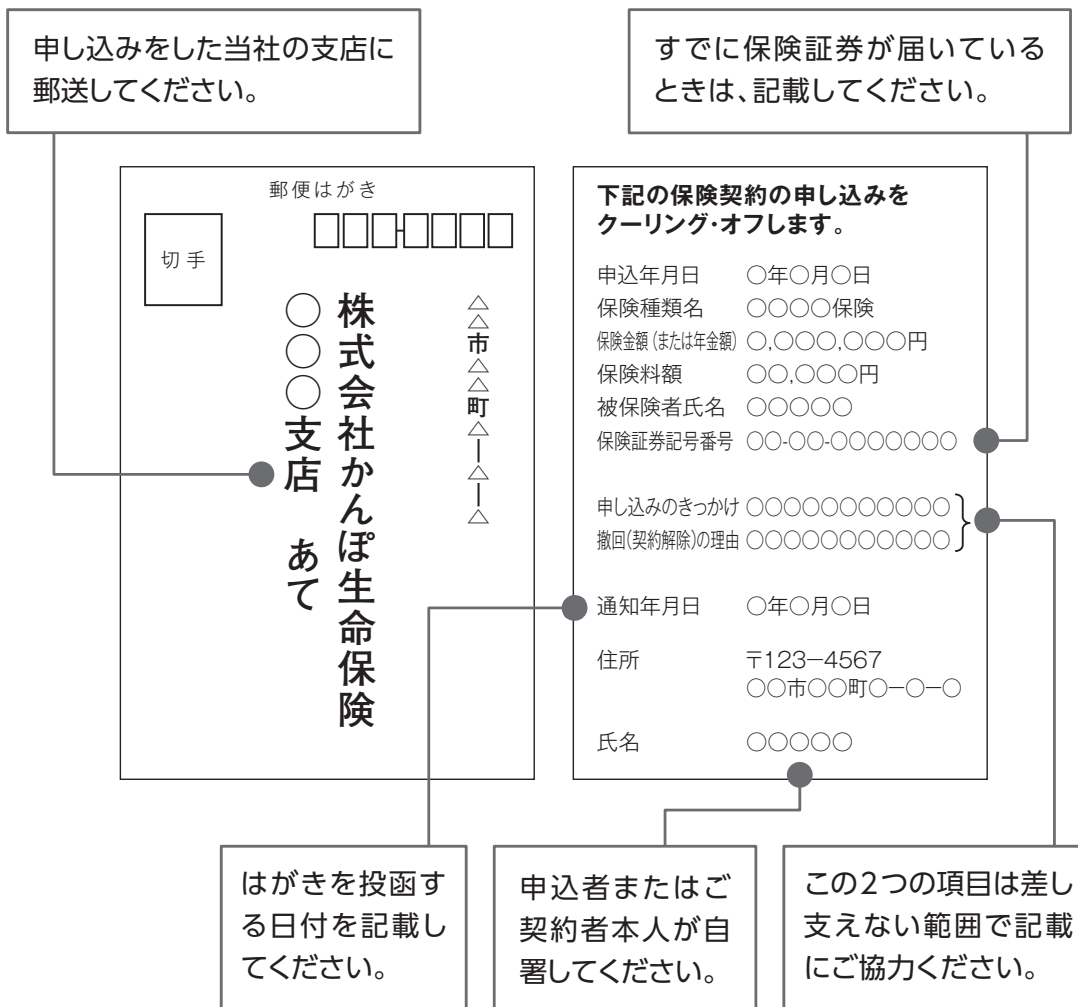 申し込みをした当社の支店に
郵送してください。
すでに保険証券が届いている
ときは、記載してください。
郵便はがき
切手
△△市△△町△ー△ー△
株式会社かんぽ生命保険
○○○支店 あて
下記の保険契約の申し込みを
クーリング・オフします。
申込年月日 ○年○月○日
保険種類名 ○○○○保険
保険金額(または年金額) ○,○○○,○○○円
保険料額 ○○,○○○円
被保険者氏名 ○○○○○
保険証券記号番号 ○○-○○-○○○○○○○
申し込みのきっかけ ○○○○○○○○○○○
撤回(契約解除)の理由 ○○○○○○○○○○○
通知年月日 ○年○月○日
住所 〒123−4567
○○市○○町○−○−○
氏名 ○○○○○
はがきを投函す
る日付を記載し
てください。
申込者またはご
契約者本人が自
署してください。
この2つの項目は差し
支えない範囲で記載
にご協力ください。